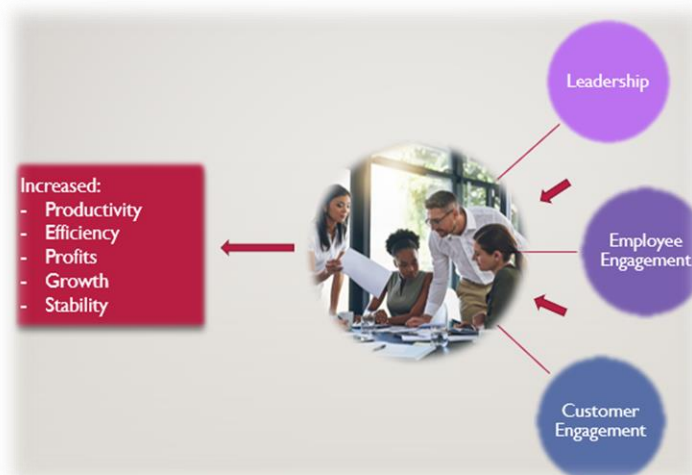 Increased:
- Productivity
- Efficiency
- Profits
- Growth
- Stability
Leadership
Employee
Engagement
Customer
Engagement